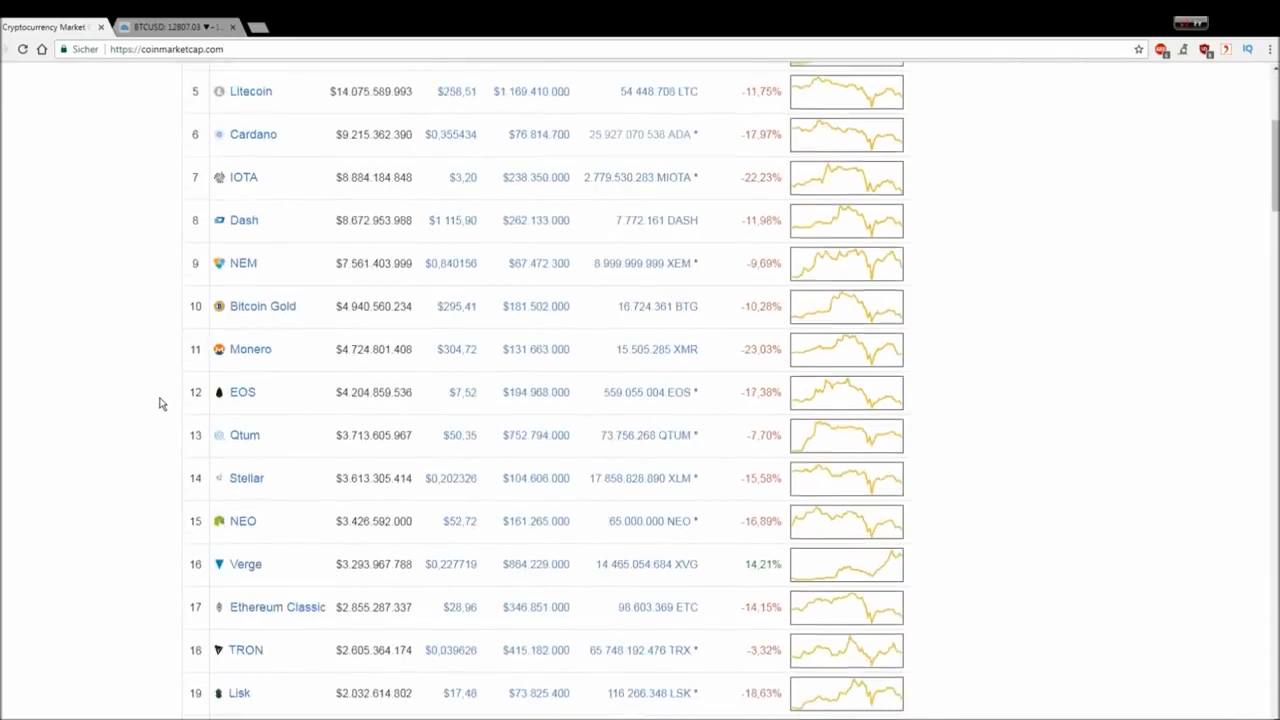 Cryptocurrency Market
BTCUSD: 12807.03 ▼−1...
Sicher https://coinmarketcap.com
5 Litecoin $14.075.589.993 $258,51 $1 169.410 000 54 448.708 LTC -11,75%
6 Cardano $9.215.362.390 $0,355434 $76 814.700 25 927 070 538 ADA * -17,97%
7 IOTA $8 884.184.848 $3,20 $238 350.000 2 779.530.283 MIOTA * -22,23%
8 Dash $8 672.953.988 $1 115,90 $262.133.000 7 772 161 DASH -11,98%
9 NEM $7 561.403.999 $0,840156 $67 472 300 8 999.999 999 XEM * -9,69%
10 Bitcoin Gold $4 940.560.234 $295,41 $181 502.000 16 724.361 BTG -10,28%
11 Monero $4 724.801.408 $304,72 $131 663.000 15 505.285 XMR -23,03%
12 EOS $4 204.859.536 $7,52 $194 968.000 559 055 004 EOS * -17,38%
13 Qtum $3.713.605.967 $50,35 $752.794.000 73 756.268 QTUM * -7,70%
14 Stellar $3.613.305.414 $0,202326 $104 606.000 17 858 828.890 XLM * -15,58%
15 NEO $3 426 592.000 $52,72 $161.265.000 65 000.000 NEO * -16,89%
16 Verge $3.293.967.788 $0,227719 $864.229.000 14 465.054 684 XVG 14,21%
17 Ethereum Classic $2 855.287.337 $28,96 $346.851.000 98 603.369 ETC -14,15%
18 TRON $2 605.364.174 $0,039626 $415.182.000 65 748 192 476 TRX * -3,32%
19 Lisk $2 032.614.802 $17,48 $73 825 400 116 266.348 LSK * -18,63%